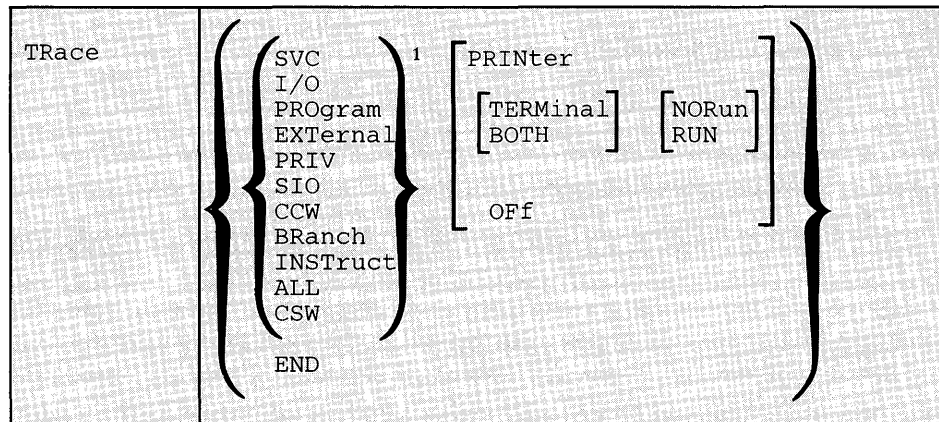 TRace
SVC 1 PRINter
I/O
PROgram TERMinal NORun
EXTernal BOTH RUN
PRIV
SIO
CCW OFf
BRanch
INSTruct
ALL
CSW
END